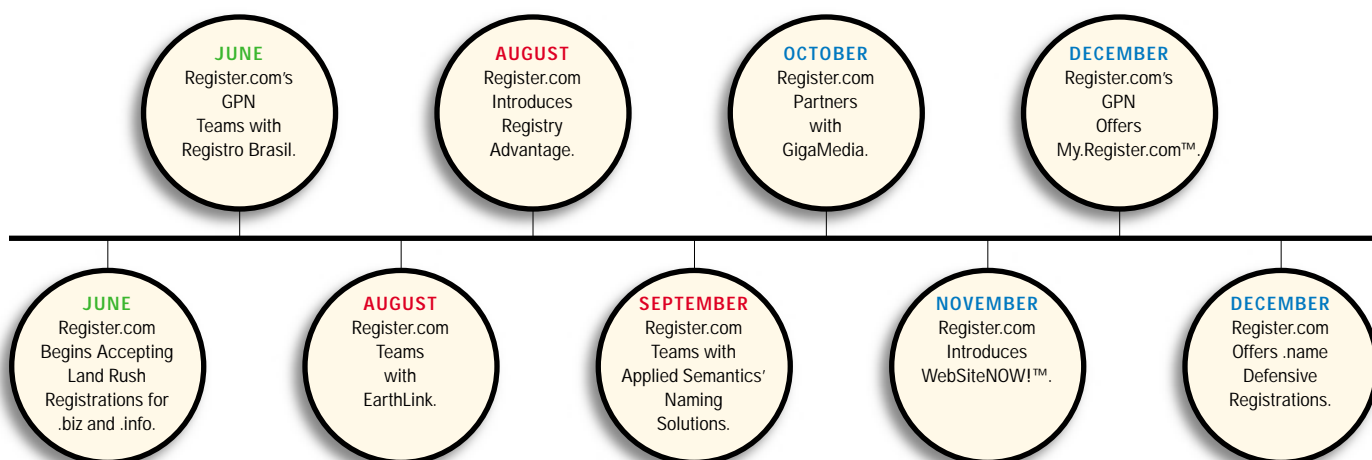 JUNE
Register.com's
GPN
Teams with
Registro Brasil.
AUGUST
Register.com
Introduces
Registry
Advantage.
OCTOBER
Register.com
Partners
with
GigaMedia.
DECEMBER
Register.com's
GPN
Offers
My.Register.com™.
JUNE
Register.com
Begins Accepting
Land Rush
Registrations for
.biz and .info.
AUGUST
Register.com
Teams
with
EarthLink.
SEPTEMBER
Register.com
Teams with
Applied Semantics'
Naming
Solutions.
NOVEMBER
Register.com
Introduces
WebSiteNOW!™.
DECEMBER
Register.com
Offers .name
Defensive
Registrations.